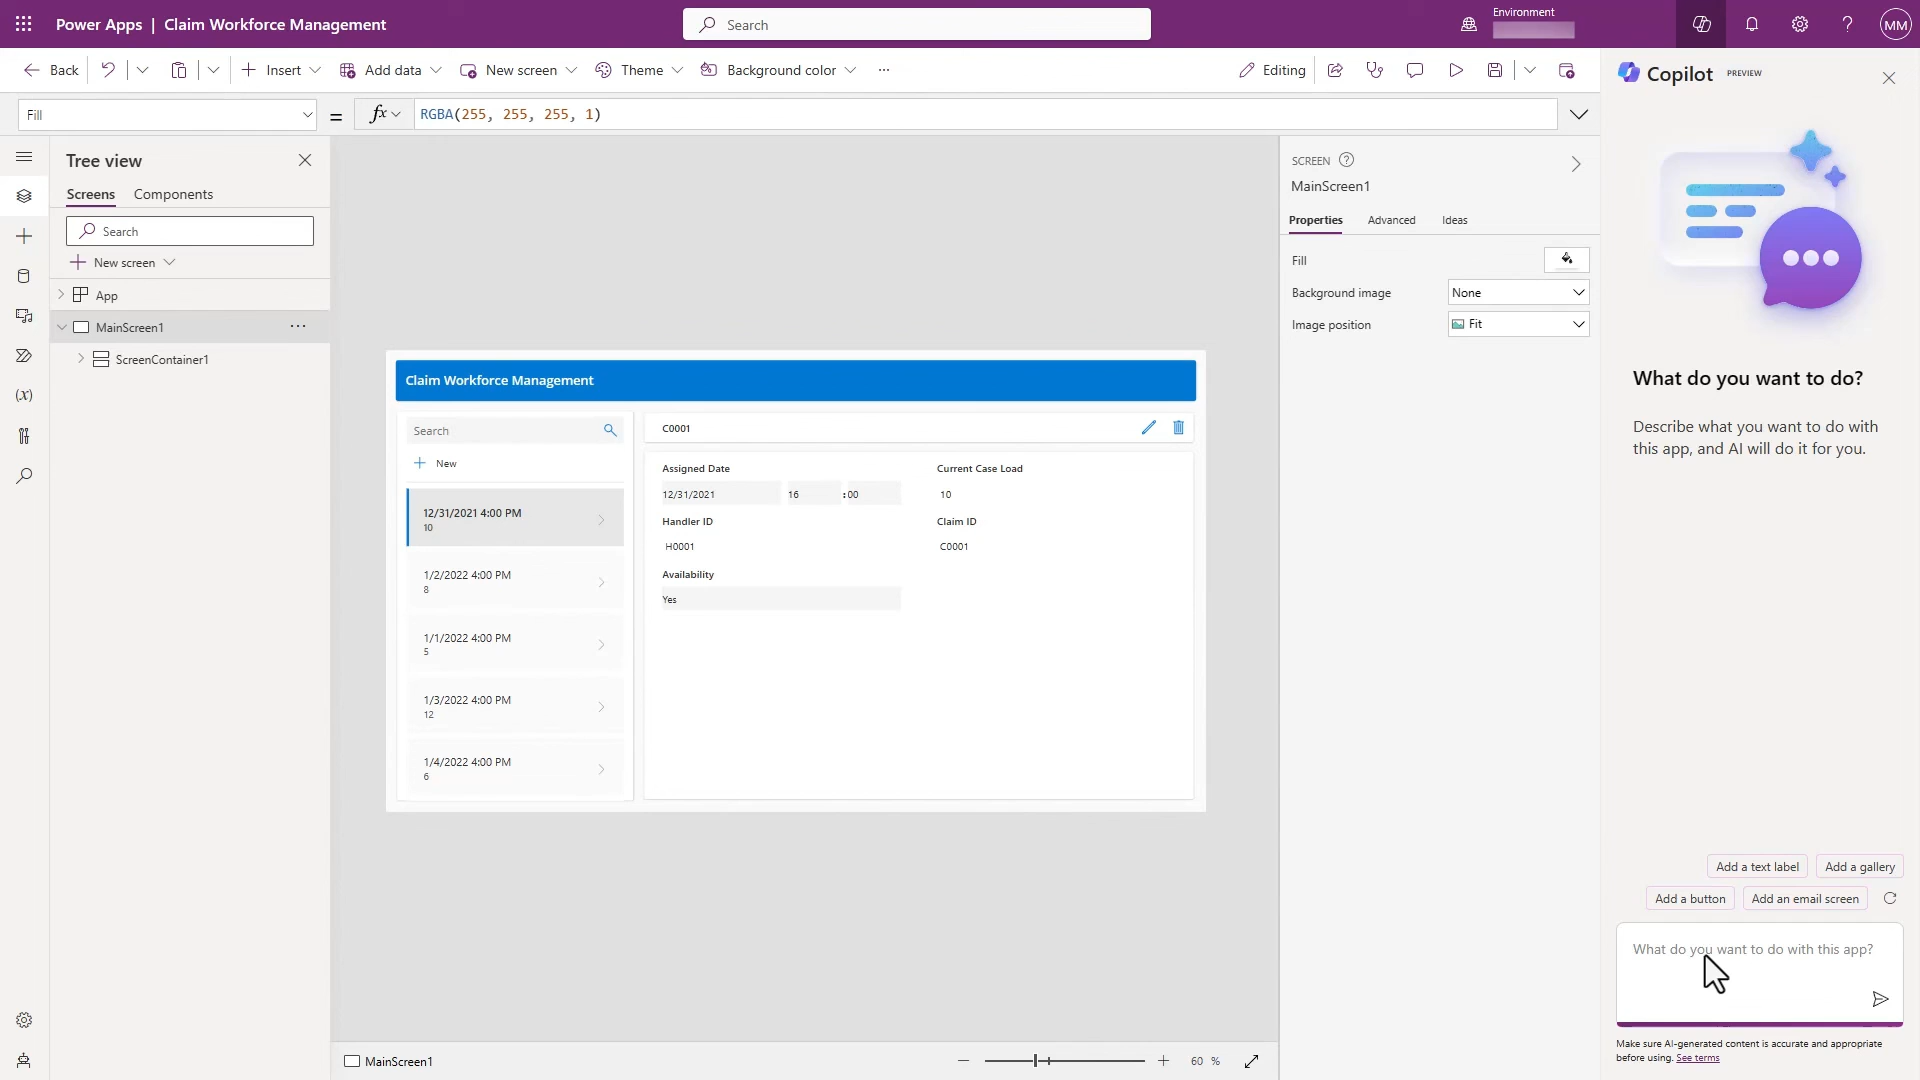 Power Apps | Claim Workforce Management
Search
Environment
MM
Back
Insert
Add data
New screen
Theme
Background color
Editing
Copilot PREVIEW
Fill
=
fx
RGBA(255, 255, 255, 1)
Tree view
Screens
Components
Search
New screen
App
MainScreen1
ScreenContainer1
(x)
Claim Workforce Management
Search
New
12/31/2021 4:00 PM
10
1/2/2022 4:00 PM
8
1/1/2022 4:00 PM
5
1/3/2022 4:00 PM
12
1/4/2022 4:00 PM
6
C0001
Assigned Date
Current Case Load
12/31/2021
16
:00
10
Handler ID
Claim ID
H0001
C0001
Availability
Yes
SCREEN
MainScreen1
Properties
Advanced
Ideas
Fill
Background image
None
Image position
Fit
What do you want to do?
Describe what you want to do with
this app, and AI will do it for you.
Add a text label
Add a gallery
Add a button
Add an email screen
What do you want to do with this app?
Make sure AI-generated content is accurate and appropriate
before using. See terms
MainScreen1
60 %